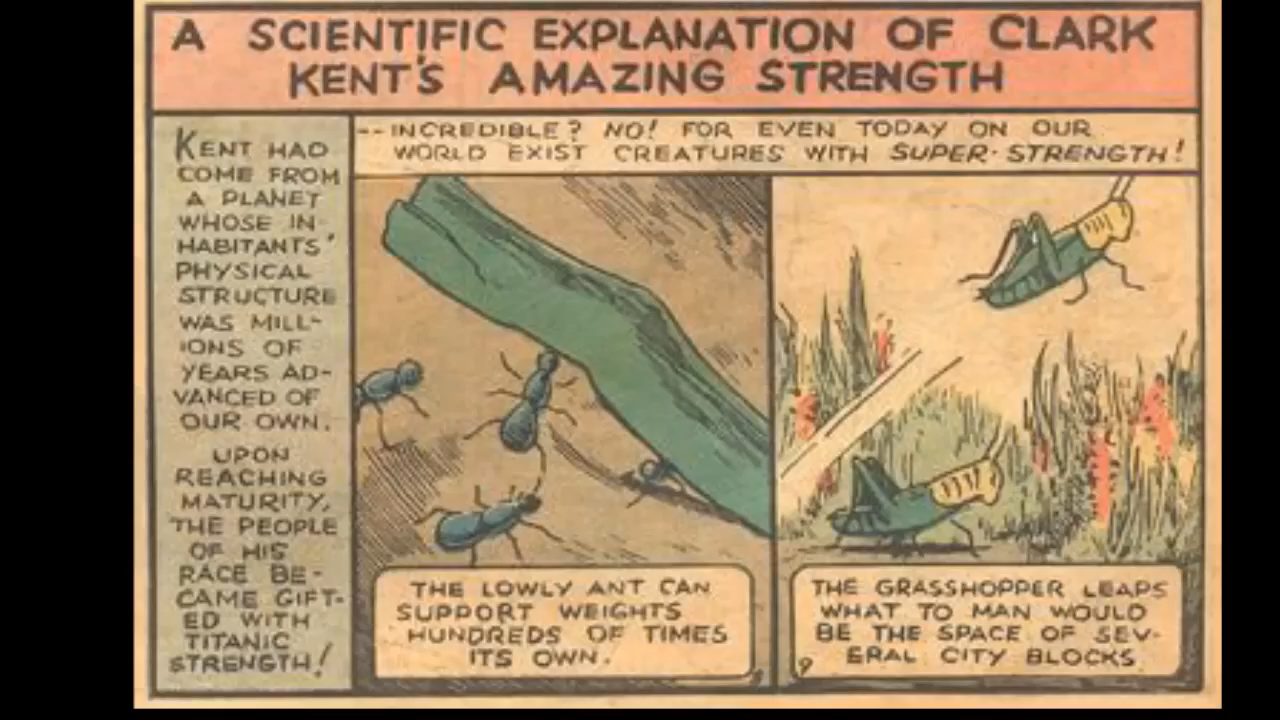 A SCIENTIFIC EXPLANATION OF CLARK
KENT'S AMAZING STRENGTH
KENT HAD
COME FROM
A PLANET
WHOSE IN-
HABITANTS'
PHYSICAL
STRUCTURE
WAS MILL-
IONS OF
YEARS AD-
VANCED OF
OUR OWN.
UPON
REACHING
MATURITY,
THE PEOPLE
OF HIS
RACE BE-
CAME GIFT-
ED WITH
TITANIC
STRENGTH!
-- INCREDIBLE? NO! FOR EVEN TODAY ON OUR
WORLD EXIST CREATURES WITH SUPER-STRENGTH!
THE LOWLY ANT CAN
SUPPORT WEIGHTS
HUNDREDS OF TIMES
ITS OWN.
THE GRASSHOPPER LEAPS
WHAT TO MAN WOULD
BE THE SPACE OF SEV-
ERAL CITY BLOCKS
9